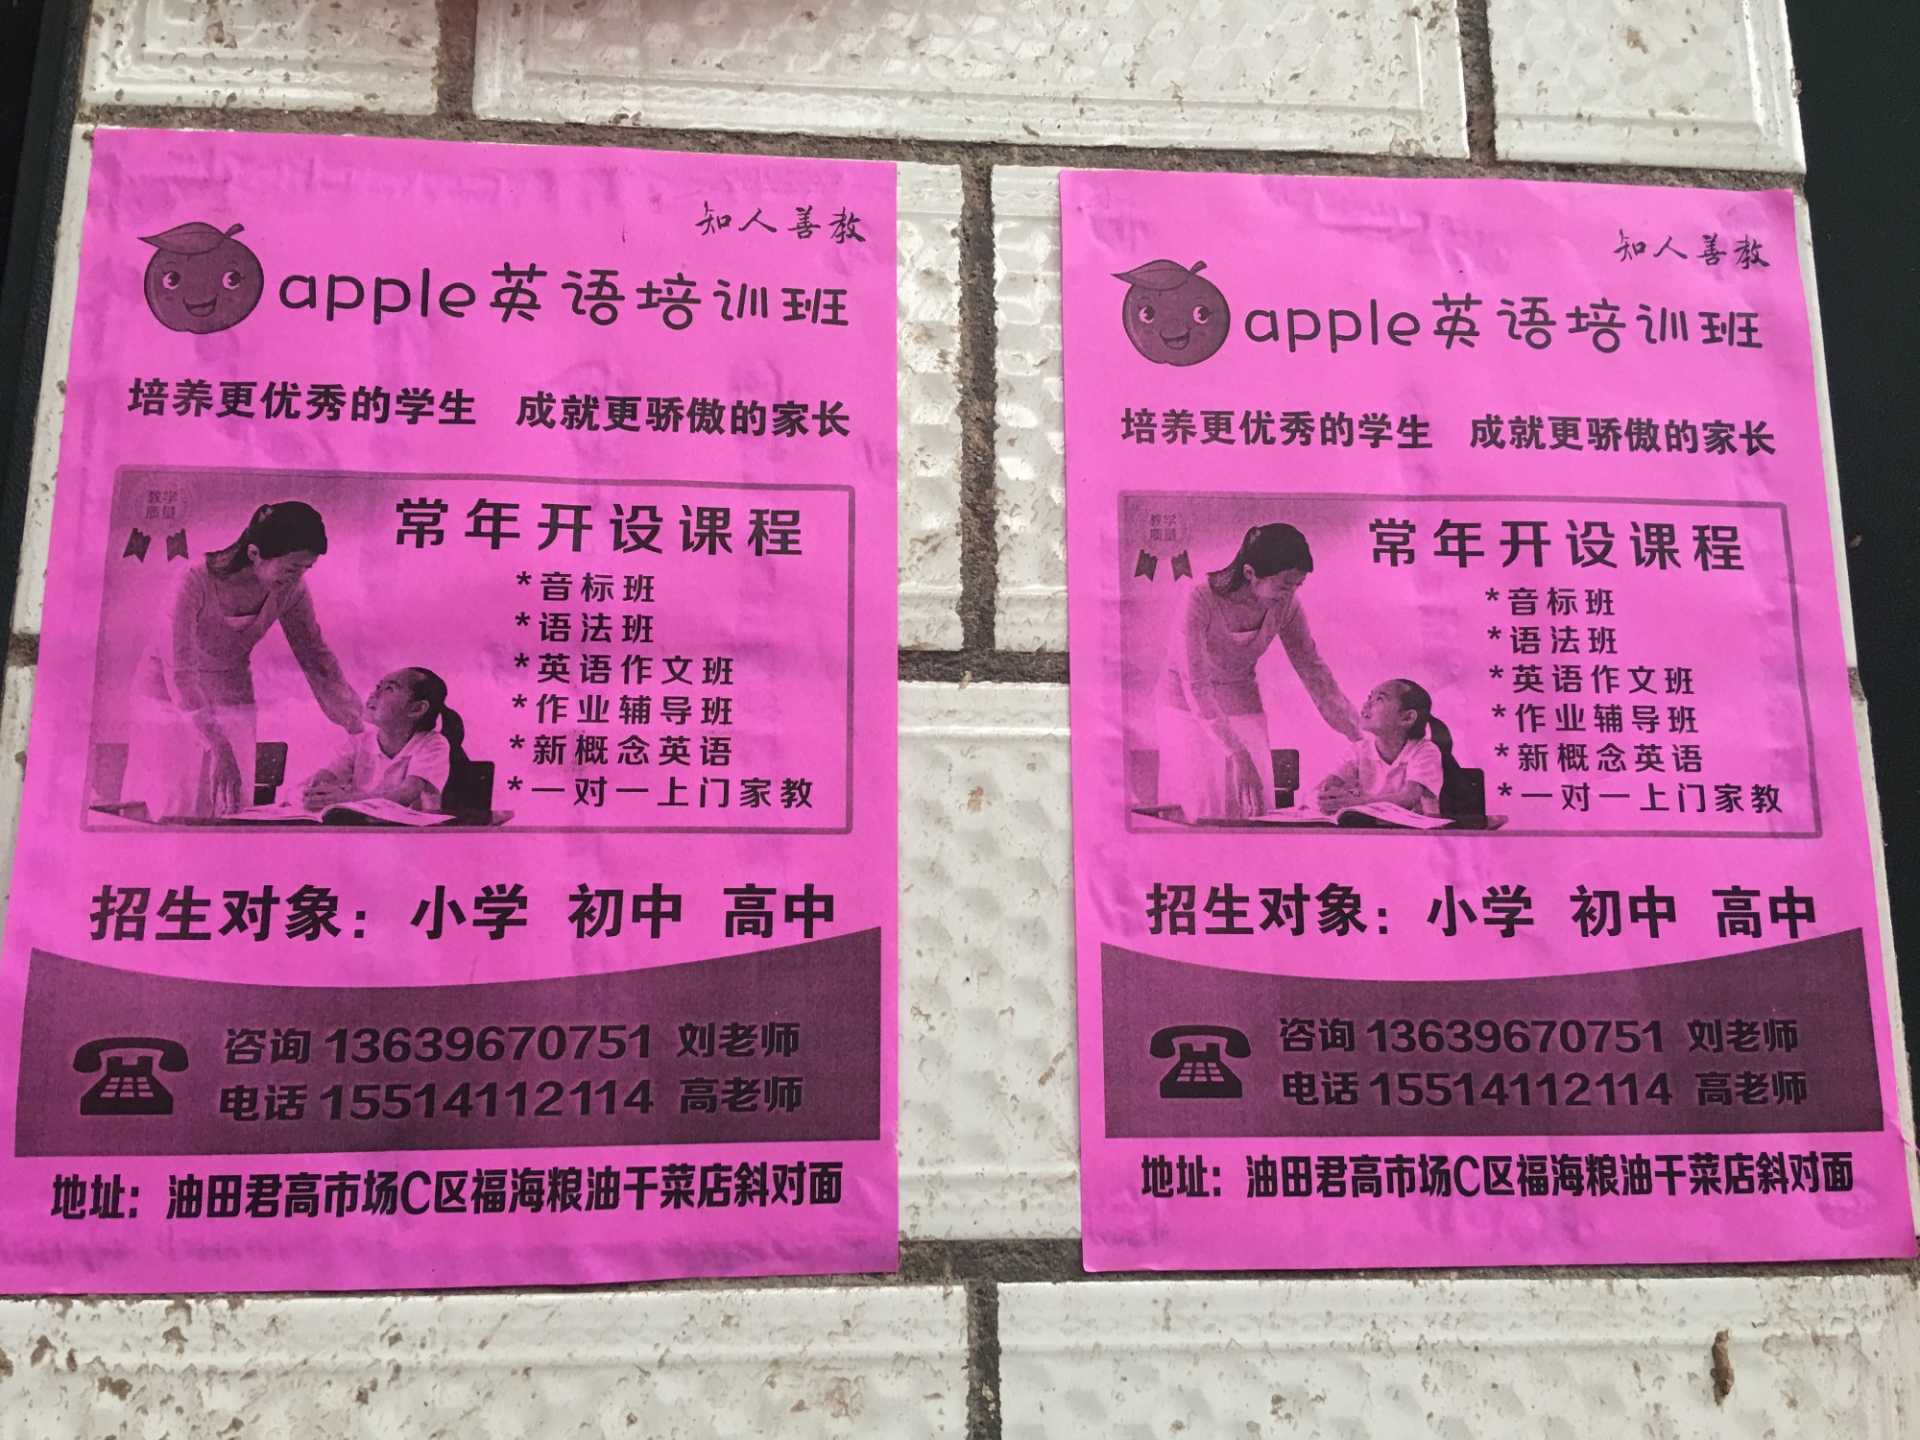 知人善教
apple英语培训班
培养更优秀的学生 成就更骄傲的家长
教学
质量
常年开设课程
*音标班
*语法班
*英语作文班
*作业辅导班
*新概念英语
*一对一上门家教
招生对象：小学 初中 高中
咨询 13639670751 刘老师
电话 15514112114 高老师
地址：油田君高市场C区福海粮油干菜店斜对面
知人善教
apple英语培训班
培养更优秀的学生 成就更骄傲的家长
教学
质量
常年开设课程
*音标班
*语法班
*英语作文班
*作业辅导班
*新概念英语
*一对一上门家教
招生对象：小学 初中 高中
咨询 13639670751 刘老师
电话 15514112114 高老师
地址：油田君高市场C区福海粮油干菜店斜对面